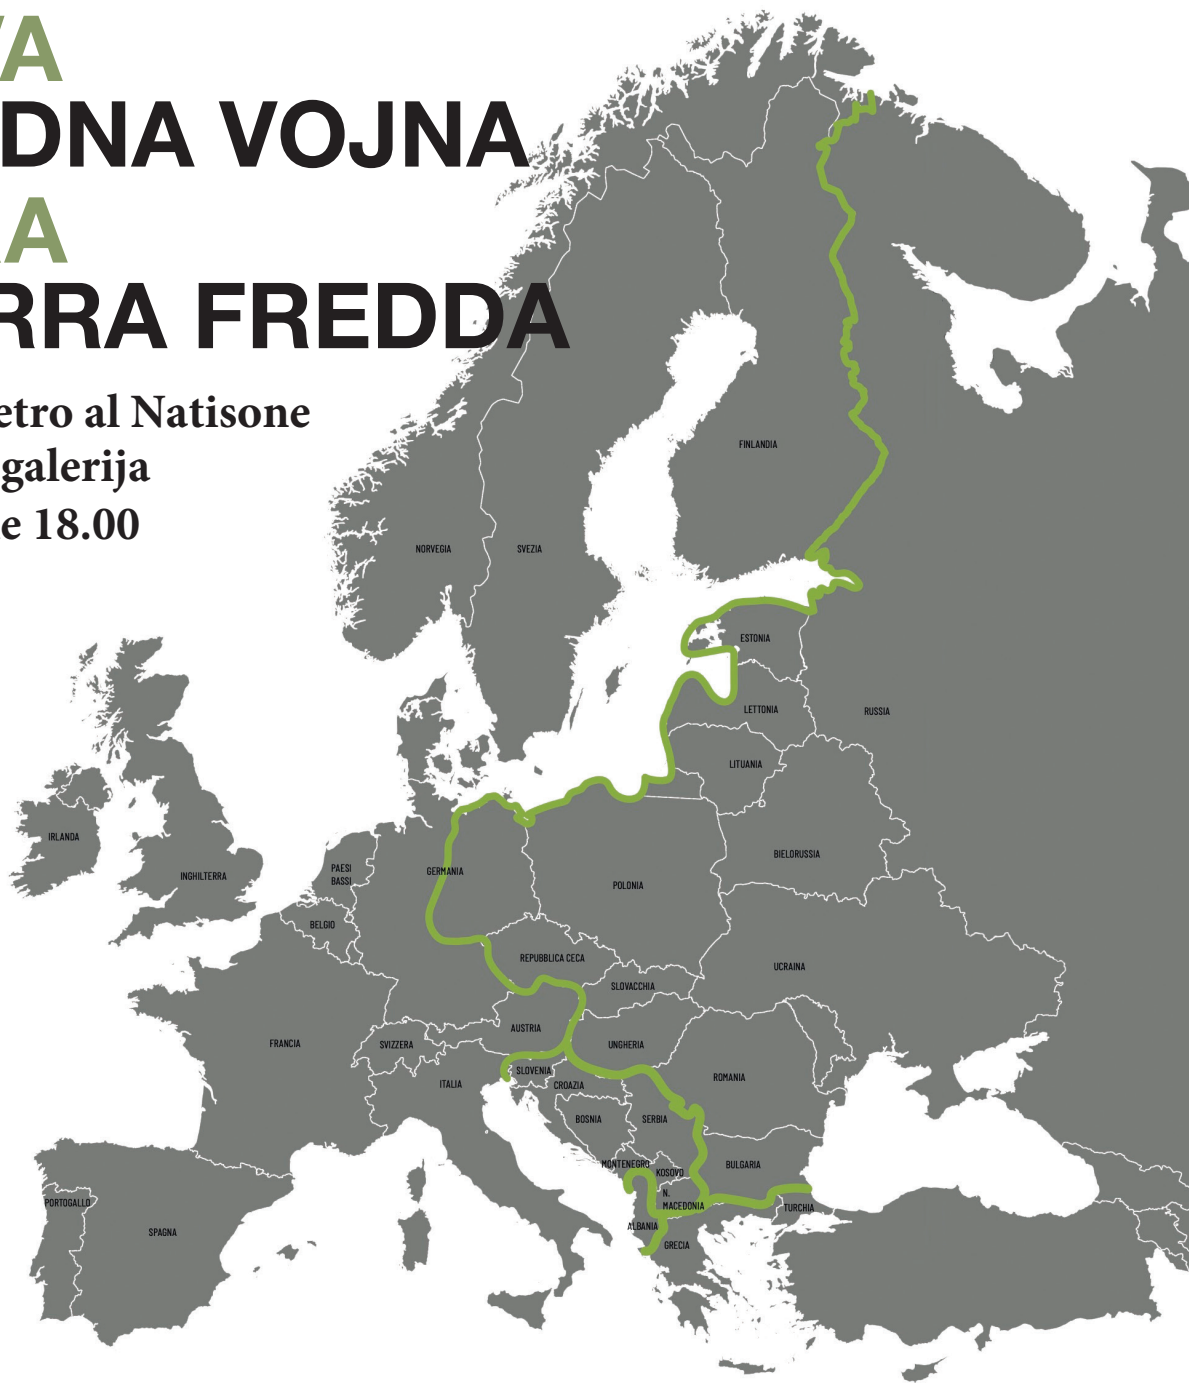 VA
DNA VOJNA
RA
RRA FREDDA
etro al Natisone
galerija
e 18.00
FINLANDIA
NORVEGIA
SVEZIA
ESTONIA
LETTONIA
RUSSIA
LITUANIA
IRLANDA
INGHILTERRA
PAESI
BASSI
GERMANIA
BIELORUSSIA
POLONIA
BELGIO
REPUBBLICA CECA
UCRAINA
SLOVACCHIA
AUSTRIA
FRANCIA
SVIZZERA
UNGHERIA
SLOVENIA
ITALIA
CROAZIA
ROMANIA
BOSNIA
SERBIA
MONTENEGRO
KOSOVO
BULGARIA
N.
MACEDONIA
PORTOGALLO
TURCHIA
ALBANIA
SPAGNA
GRECIA